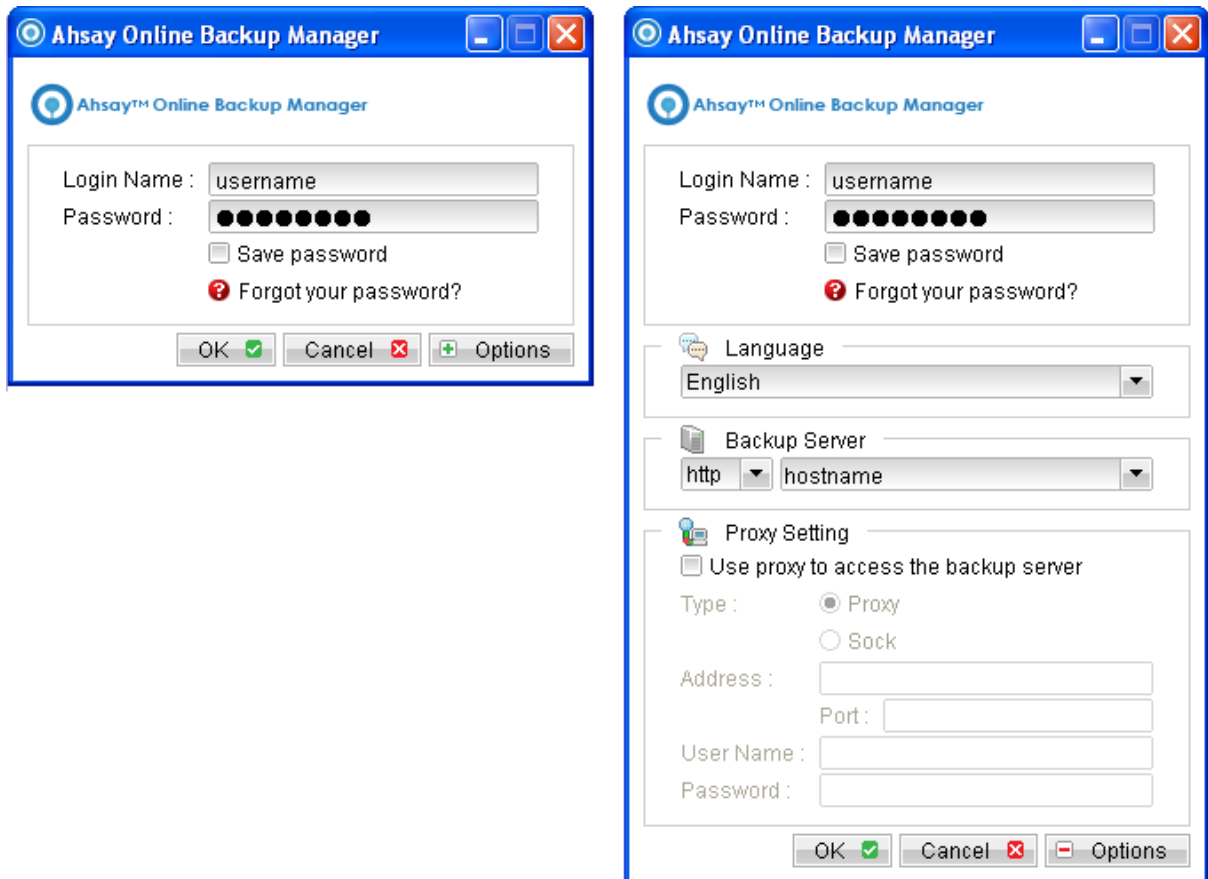 Ahsay Online Backup Manager
Ahsay™ Online Backup Manager
Login Name : username
Password :
Save password
Forgot your password?
OK Cancel Options
Ahsay Online Backup Manager
Ahsay™ Online Backup Manager
Login Name : username
Password :
Save password
Forgot your password?
Language
English
Backup Server
http hostname
Proxy Setting
Use proxy to access the backup server
Type : Proxy
Sock
Address :
Port :
User Name :
Password :
OK Cancel Options